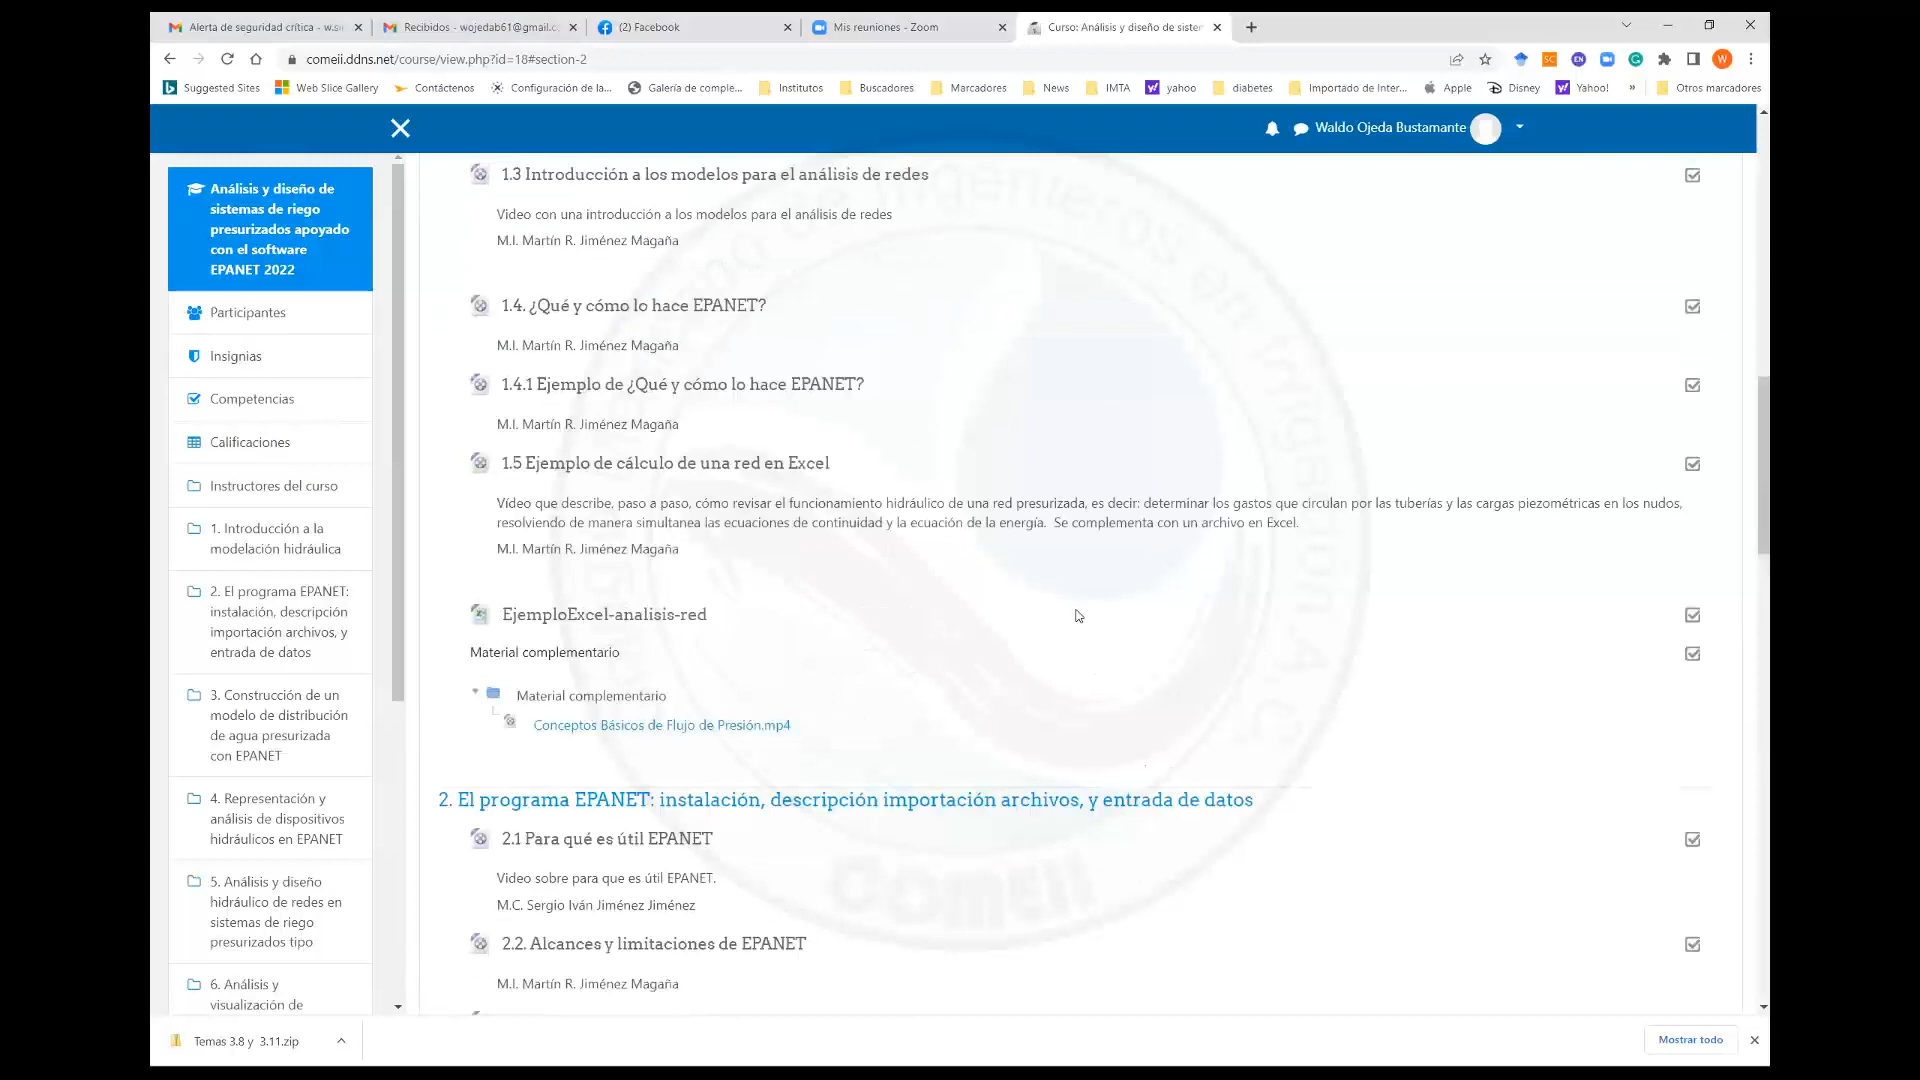 Alerta de seguridad crítica - w.si
Recibidos - wojedab61@gmail.c
(2) Facebook
Mis reuniones - Zoom
Curso: Análisis y diseño de sister
comeii.ddns.net/course/view.php?id=18#section-2
Suggested Sites
Web Slice Gallery
Contáctenos
Configuración de la...
Galería de comple...
Institutos
Buscadores
Marcadores
News
IMTA
yahoo
diabetes
Importado de Inter...
Apple
Disney
Yahoo!
»
Otros marcadores
Waldo Ojeda Bustamante
Análisis y diseño de
sistemas de riego
presurizados apoyado
con el software
EPANET 2022
Participantes
Insignias
Competencias
Calificaciones
Instructores del curso
1. Introducción a la
modelación hidráulica
2. El programa EPANET:
instalación, descripción
importación archivos, y
entrada de datos
3. Construcción de un
modelo de distribución
de agua presurizada
con EPANET
4. Representación y
análisis de dispositivos
hidráulicos en EPANET
5. Análisis y diseño
hidráulico de redes en
sistemas de riego
presurizados tipo
6. Análisis y
visualización de
1.3 Introducción a los modelos para el análisis de redes
Video con una introducción a los modelos para el análisis de redes
M.I. Martín R. Jiménez Magaña
1.4. ¿Qué y cómo lo hace EPANET?
M.I. Martín R. Jiménez Magaña
1.4.1 Ejemplo de ¿Qué y cómo lo hace EPANET?
M.I. Martín R. Jiménez Magaña
1.5 Ejemplo de cálculo de una red en Excel
Vídeo que describe, paso a paso, cómo revisar el funcionamiento hidráulico de una red presurizada, es decir: determinar los gastos que circulan por las tuberías y las cargas piezométricas en los nudos,
resolviendo de manera simultanea las ecuaciones de continuidad y la ecuación de la energía. Se complementa con un archivo en Excel.
M.I. Martín R. Jiménez Magaña
EjemploExcel-analisis-red
Material complementario
Material complementario
Conceptos Básicos de Flujo de Presión.mp4
2. El programa EPANET: instalación, descripción importación archivos, y entrada de datos
2.1 Para qué es útil EPANET
Video sobre para que es útil EPANET.
M.C. Sergio Iván Jiménez Jiménez
2.2. Alcances y limitaciones de EPANET
M.I. Martín R. Jiménez Magaña
COMEII
Temas 3.8 y 3.11.zip
Mostrar todo